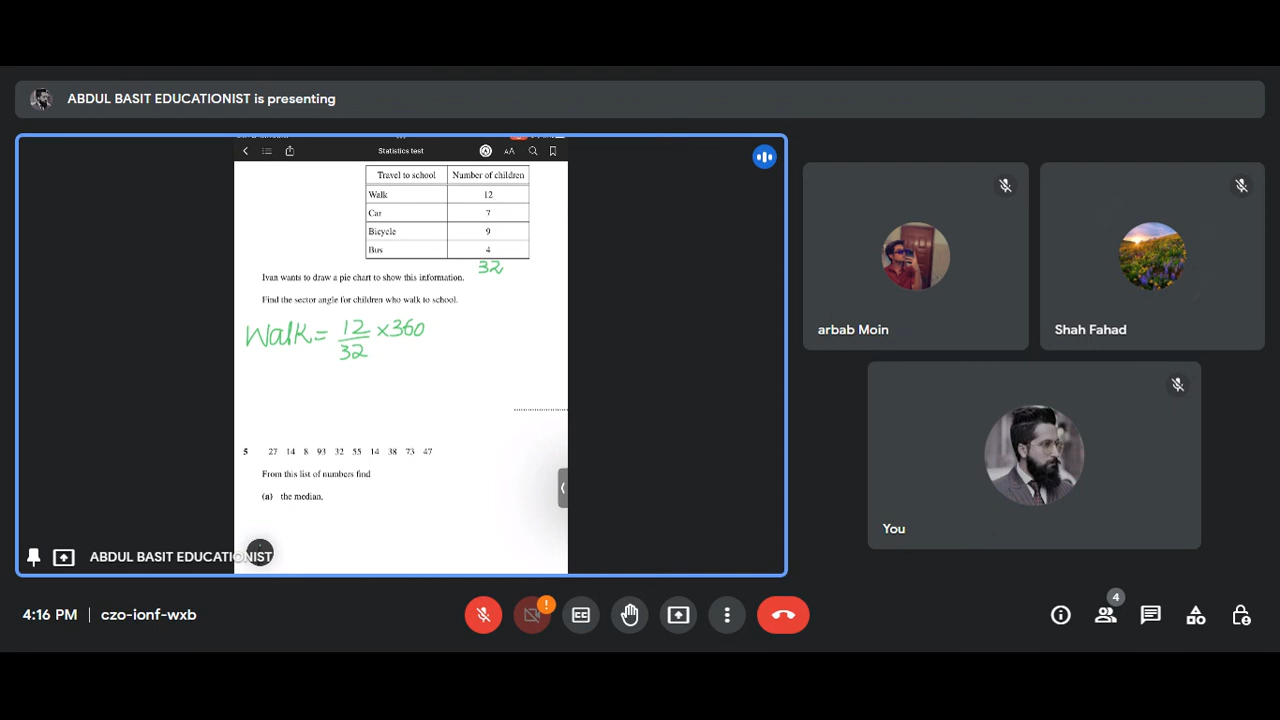 ABDUL BASIT EDUCATIONIST is presenting
Statistics test
AA
Travel to school Number of children
Walk 12
Car 7
Bicycle 9
Bus 4
32
Ivan wants to draw a pie chart to show this information.
Find the sector angle for children who walk to school.
Walk = 12/32 ×360
5 27 14 8 93 32 55 14 38 73 47
From this list of numbers find
(a) the median,
ABDUL BASIT EDUCATIONIST
arbab Moin
Shah Fahad
You
4:16 PM | czo-ionf-wxb
CC
4